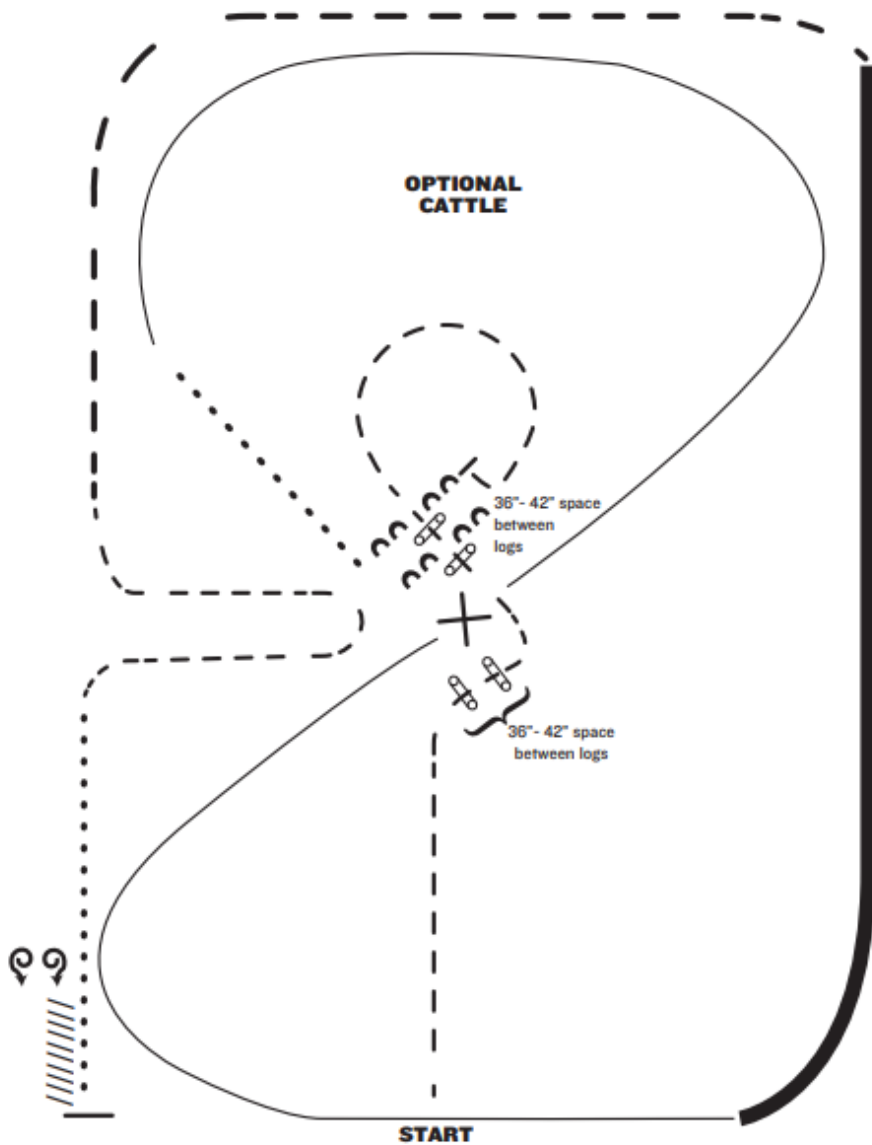 OPTIONAL
CATTLE
36"- 42" space
between
logs
36"- 42" space
between logs
START